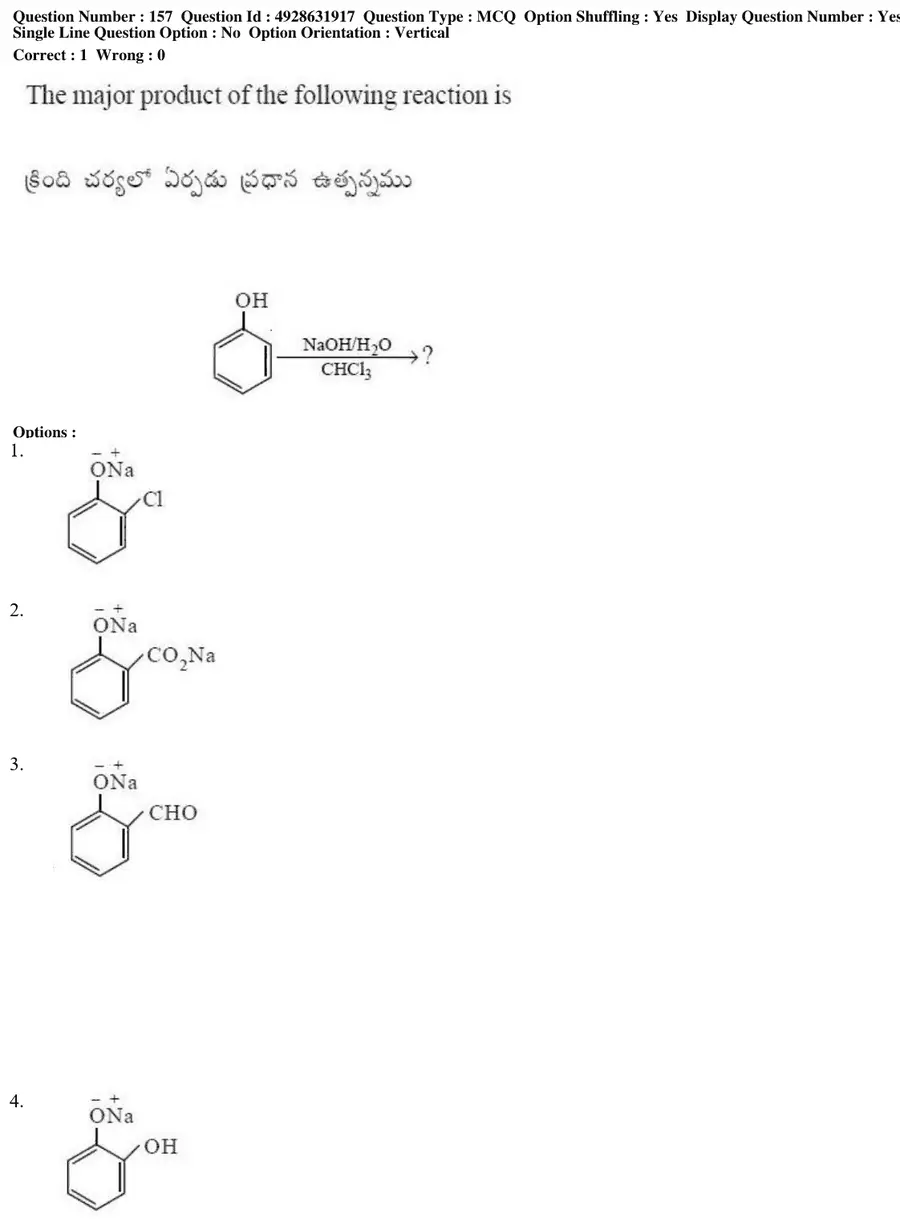 Question Number : 157 Question Id : 4928631917 Question Type : MCQ Option Shuffling : Yes Display Question Number : Yes
Single Line Question Option : No Option Orientation : Vertical
Correct : 1 Wrong : 0
The major product of the following reaction is
క్రింది చర్యలో ఏర్పడు ప్రధాన ఉత్పన్నము
OH
NaOH/H₂O
CHCl₃
?
Options :
1.
− +
ONa
Cl
2.
− +
ONa
CO₂Na
3.
− +
ONa
CHO
4.
− +
ONa
OH